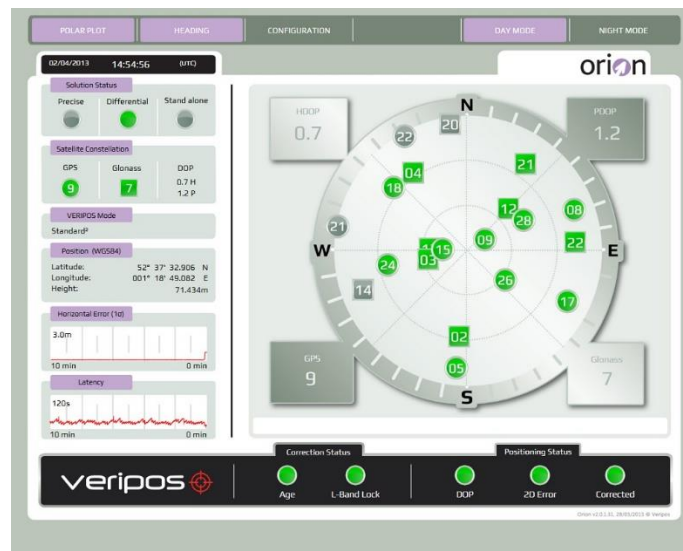 POLAR PLOT HEADING CONFIGURATION DAY MODE NIGHT MODE
02/04/2013 14:54:56 (UTC)
orion
Solution Status
Precise Differential Stand alone
Satellite Constellation
GPS Glonass DOP
9 7 0.7 H
1.2 P
VERIPOS Mode
Standard²
Position (WGS84)
Latitude: 52° 37' 32.906 N
Longitude: 001° 18' 49.082 E
Height: 71.434m
Horizontal Error (1σ)
3.0m
10 min 0 min
Latency
120s
10 min 0 min
HDOP
0.7
PDOP
1.2
N
20
22
21
04
18
12
28
08
21
09
22
W
15
E
03
24
26
14
17
02
05
S
GPS
9
Glonass
7
Correction Status Positioning Status
veripos
Age L-Band Lock DOP 2D Error Corrected